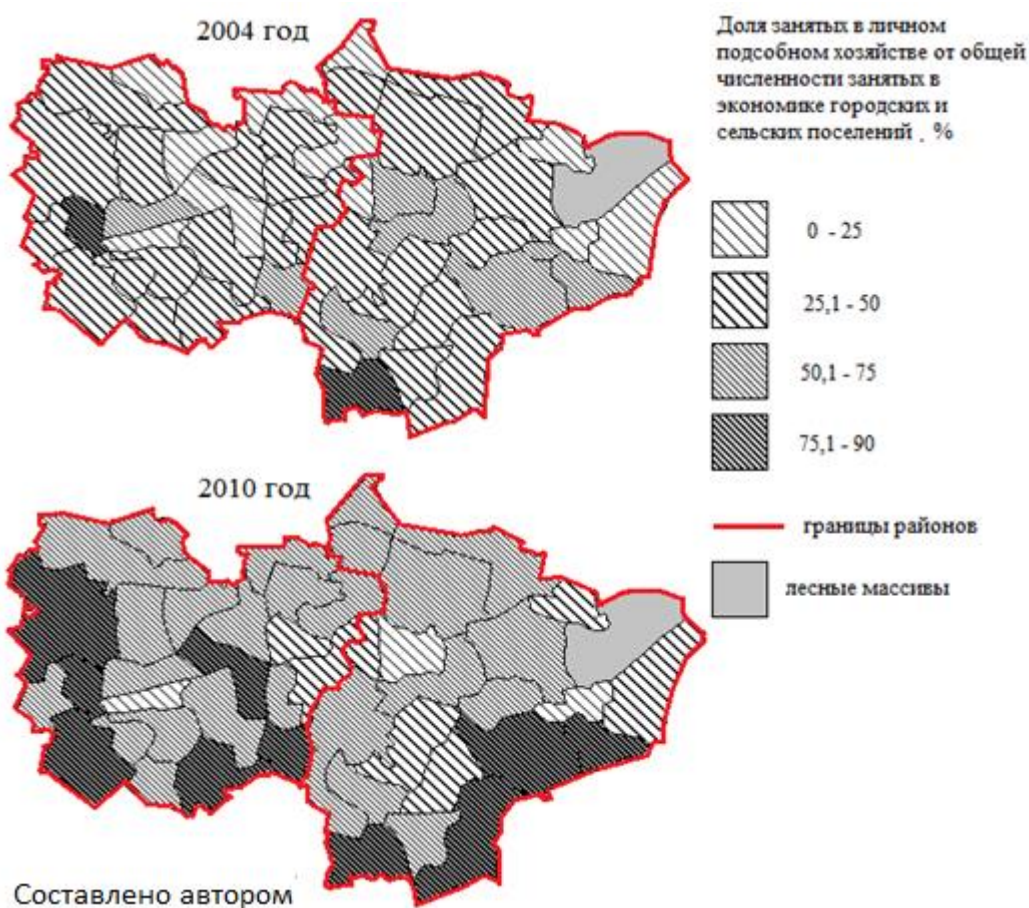 2004 год
Доля занятых в личном
подсобном хозяйстве от общей
численности занятых в
экономике городских и
сельских поселений , %
0 - 25
25,1 - 50
50,1 - 75
75,1 - 90
границы районов
лесные массивы
2010 год
Составлено автором